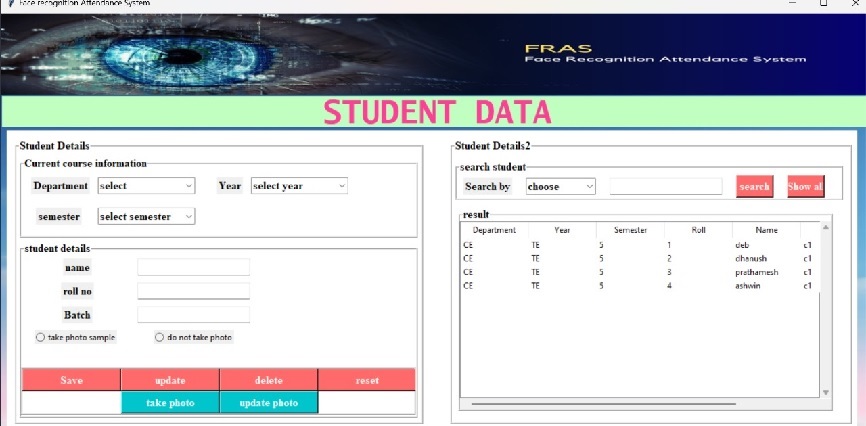 Face recognition Attendance System
FRAS
Face Recognition Attendance System
STUDENT DATA
Student Details
Current course information
Department select Year select year
semester select semester
student details
name
roll no
Batch
take photo sample do not take photo
Save update delete reset
take photo update photo
Student Details2
search student
Search by choose search Show al
result
Department Year Semester Roll Name
CE TE 5 1 deb c1
CE TE 5 2 dhanush c1
CE TE 5 3 prathamesh c1
CE TE 5 4 ashwin c1